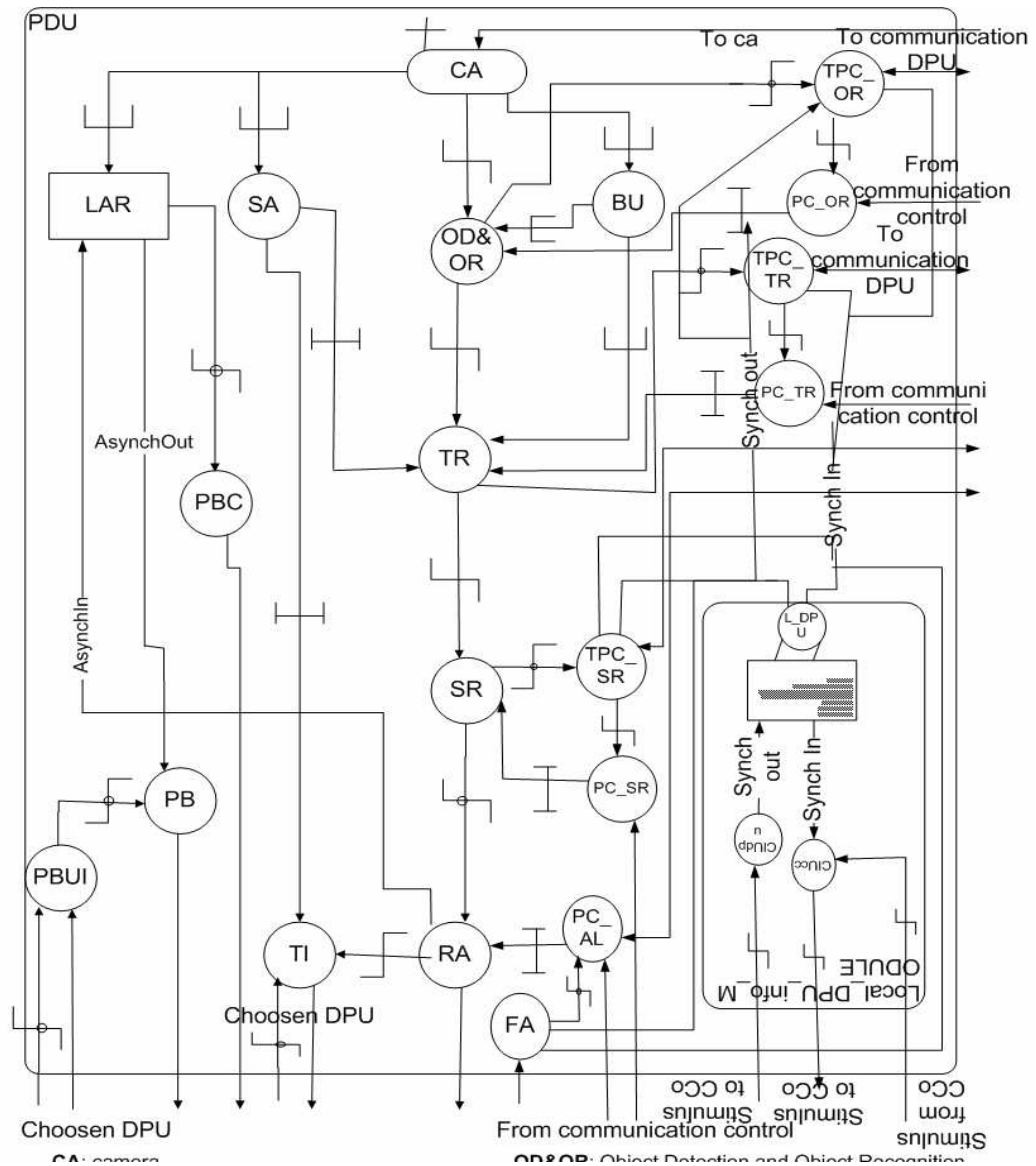 PDU
To ca
To communication
DPU
CA
TPC_
OR
From
communication
control
LAR
SA
BU
PC_OR
OD&
OR
To
communication
DPU
TPC_
TR
Synch out
PC_TR
From communi
cation control
AsynchOut
TR
Synch In
PBC
AsynchIn
L_DP
U
TPC_
SR
SR
Synch
out
Synch In
PC_SR
PB
CIUdp
u
CIUcc
PBUI
PC_
AL
TI
RA
Local_DPU_info_M
ODULE
Choosen DPU
FA
Stimulus
to CCo
Stimulus
to CCo
Stimulus
from
CCo
Choosen DPU
From communication control
CA: camera
OD&OR: Object Detection and Object Recognition